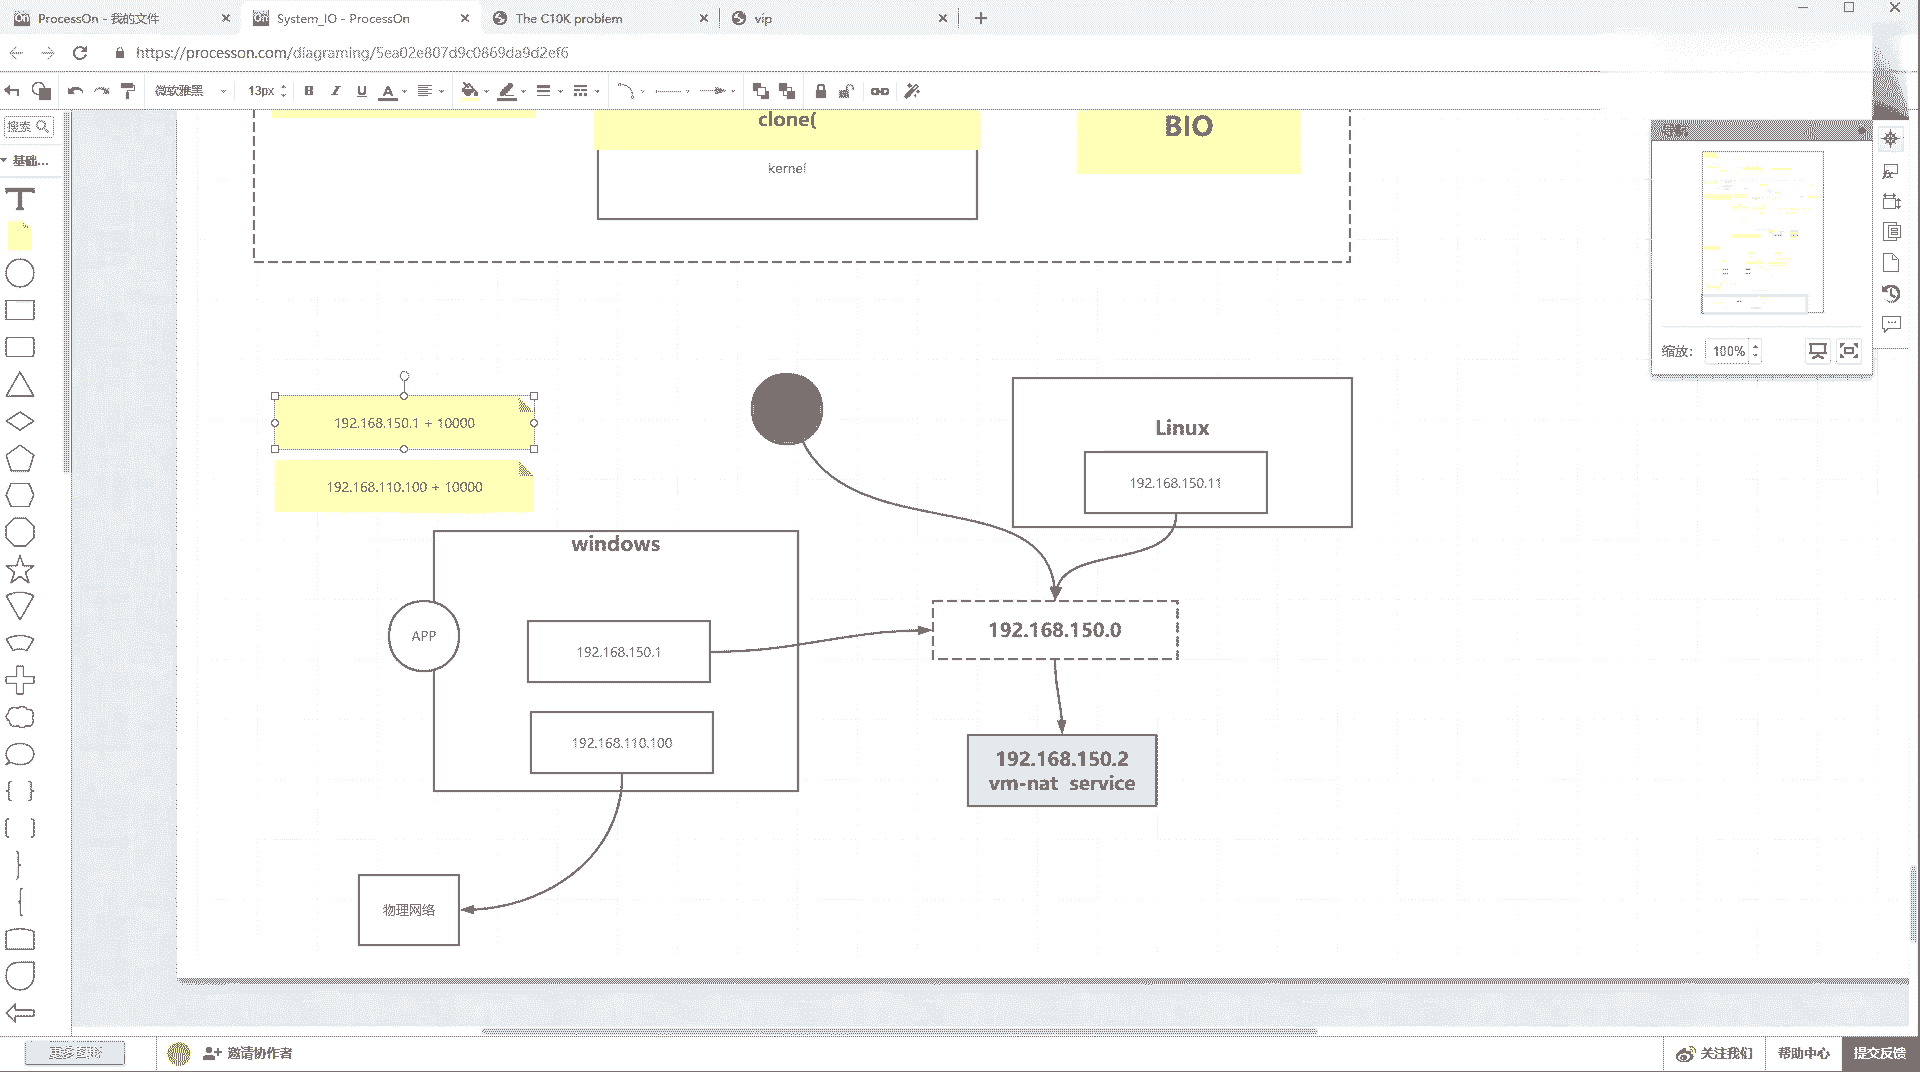 ProcessOn - 我的文件
System_IO - ProcessOn
The C10K problem
vip
https://processon.com/diagraming/5ea02e807d9c0869da9d2ef6
微软雅黑
13px
B I U A
搜索
基础...
clone(
kernel
BIO
缩放:
100%
192.168.150.1 + 10000
192.168.110.100 + 10000
Linux
192.168.150.11
windows
APP
192.168.150.1
192.168.150.0
192.168.110.100
192.168.150.2
vm-nat service
物理网络
更多图形
邀请协作者
关注我们
帮助中心
提交反馈